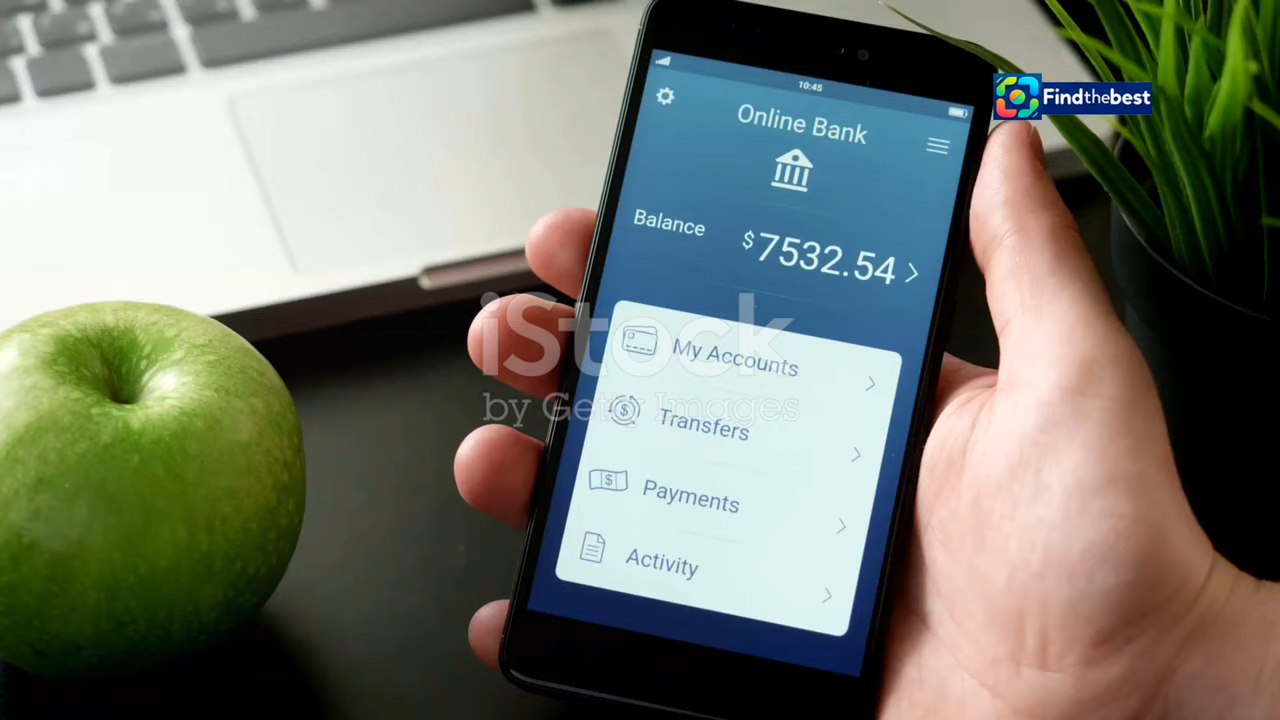 10:45
Findthebest
Online Bank
Balance $7532.54
iStock
by Getty Images
My Accounts
Transfers
Payments
Activity